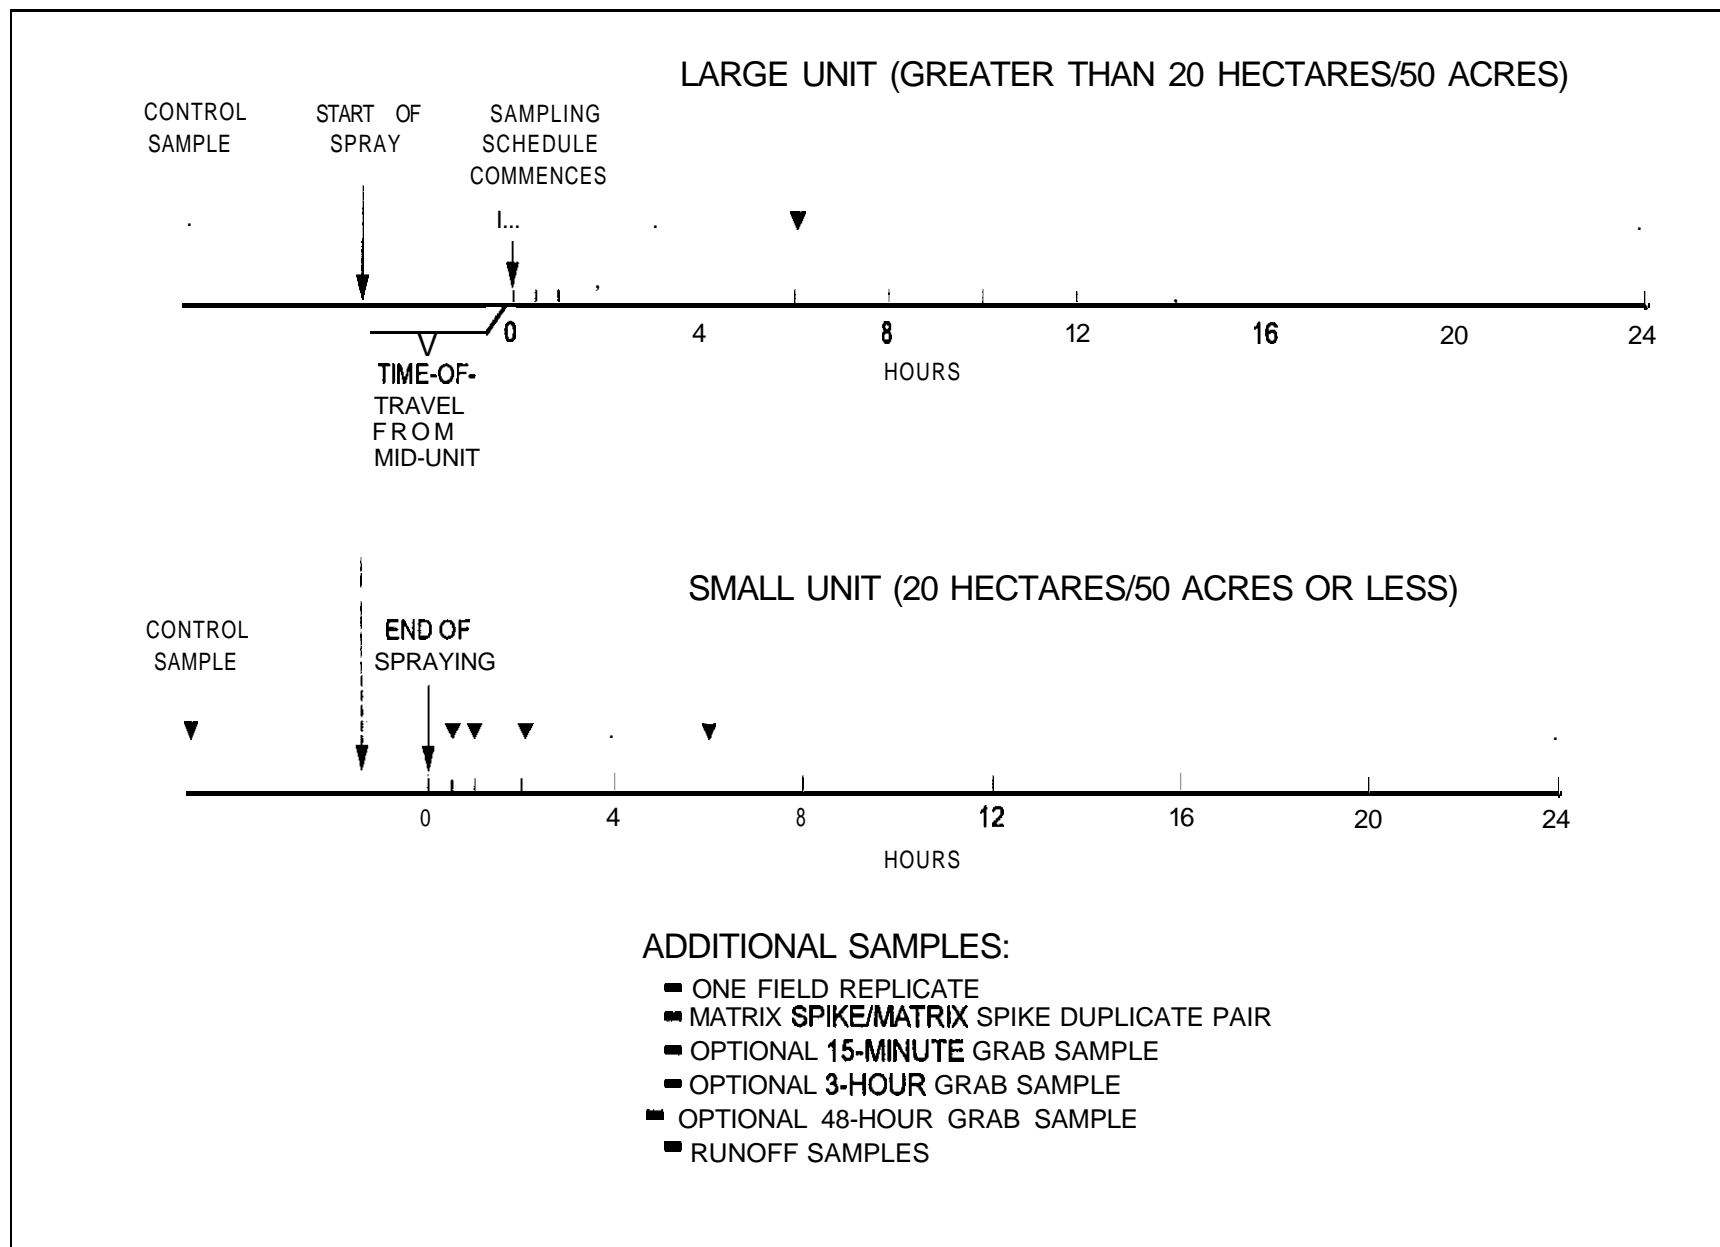 LARGE UNIT (GREATER THAN 20 HECTARES/50 ACRES)
CONTROL SAMPLE
START OF SPRAY
SAMPLING SCHEDULE COMMENCES
I...
0 4 8 12 16 20 24
HOURS
TIME-OF-
TRAVEL
FROM
MID-UNIT
SMALL UNIT (20 HECTARES/50 ACRES OR LESS)
CONTROL SAMPLE
END OF SPRAYING
0 4 8 12 16 20 24
HOURS
ADDITIONAL SAMPLES:
- ONE FIELD REPLICATE
- MATRIX SPIKE/MATRIX SPIKE DUPLICATE PAIR
- OPTIONAL 15-MINUTE GRAB SAMPLE
- OPTIONAL 3-HOUR GRAB SAMPLE
- OPTIONAL 48-HOUR GRAB SAMPLE
- RUNOFF SAMPLES